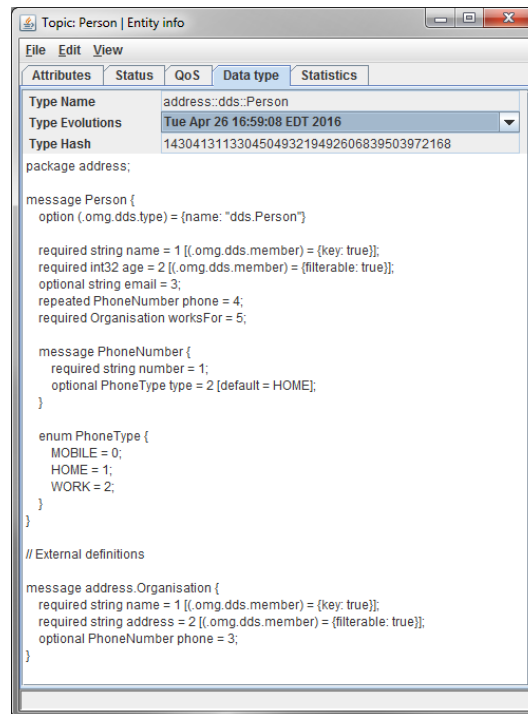 Topic: Person | Entity info
File Edit View
Attributes Status QoS Data type Statistics
Type Name address::dds::Person
Type Evolutions Tue Apr 26 16:59:08 EDT 2016
Type Hash 143041311330450493219492606839503972168
package address;
message Person {
option (.omg.dds.type) = {name: "dds.Person"}
required string name = 1 [(.omg.dds.member) = {key: true}];
required int32 age = 2 [(.omg.dds.member) = {filterable: true}];
optional string email = 3;
repeated PhoneNumber phone = 4;
required Organisation worksFor = 5;
message PhoneNumber {
required string number = 1;
optional PhoneType type = 2 [default = HOME];
}
enum PhoneType {
MOBILE = 0;
HOME = 1;
WORK = 2;
}
}
// External definitions
message address.Organisation {
required string name = 1 [(.omg.dds.member) = {key: true}];
required string address = 2 [(.omg.dds.member) = {filterable: true}];
optional PhoneNumber phone = 3;
}